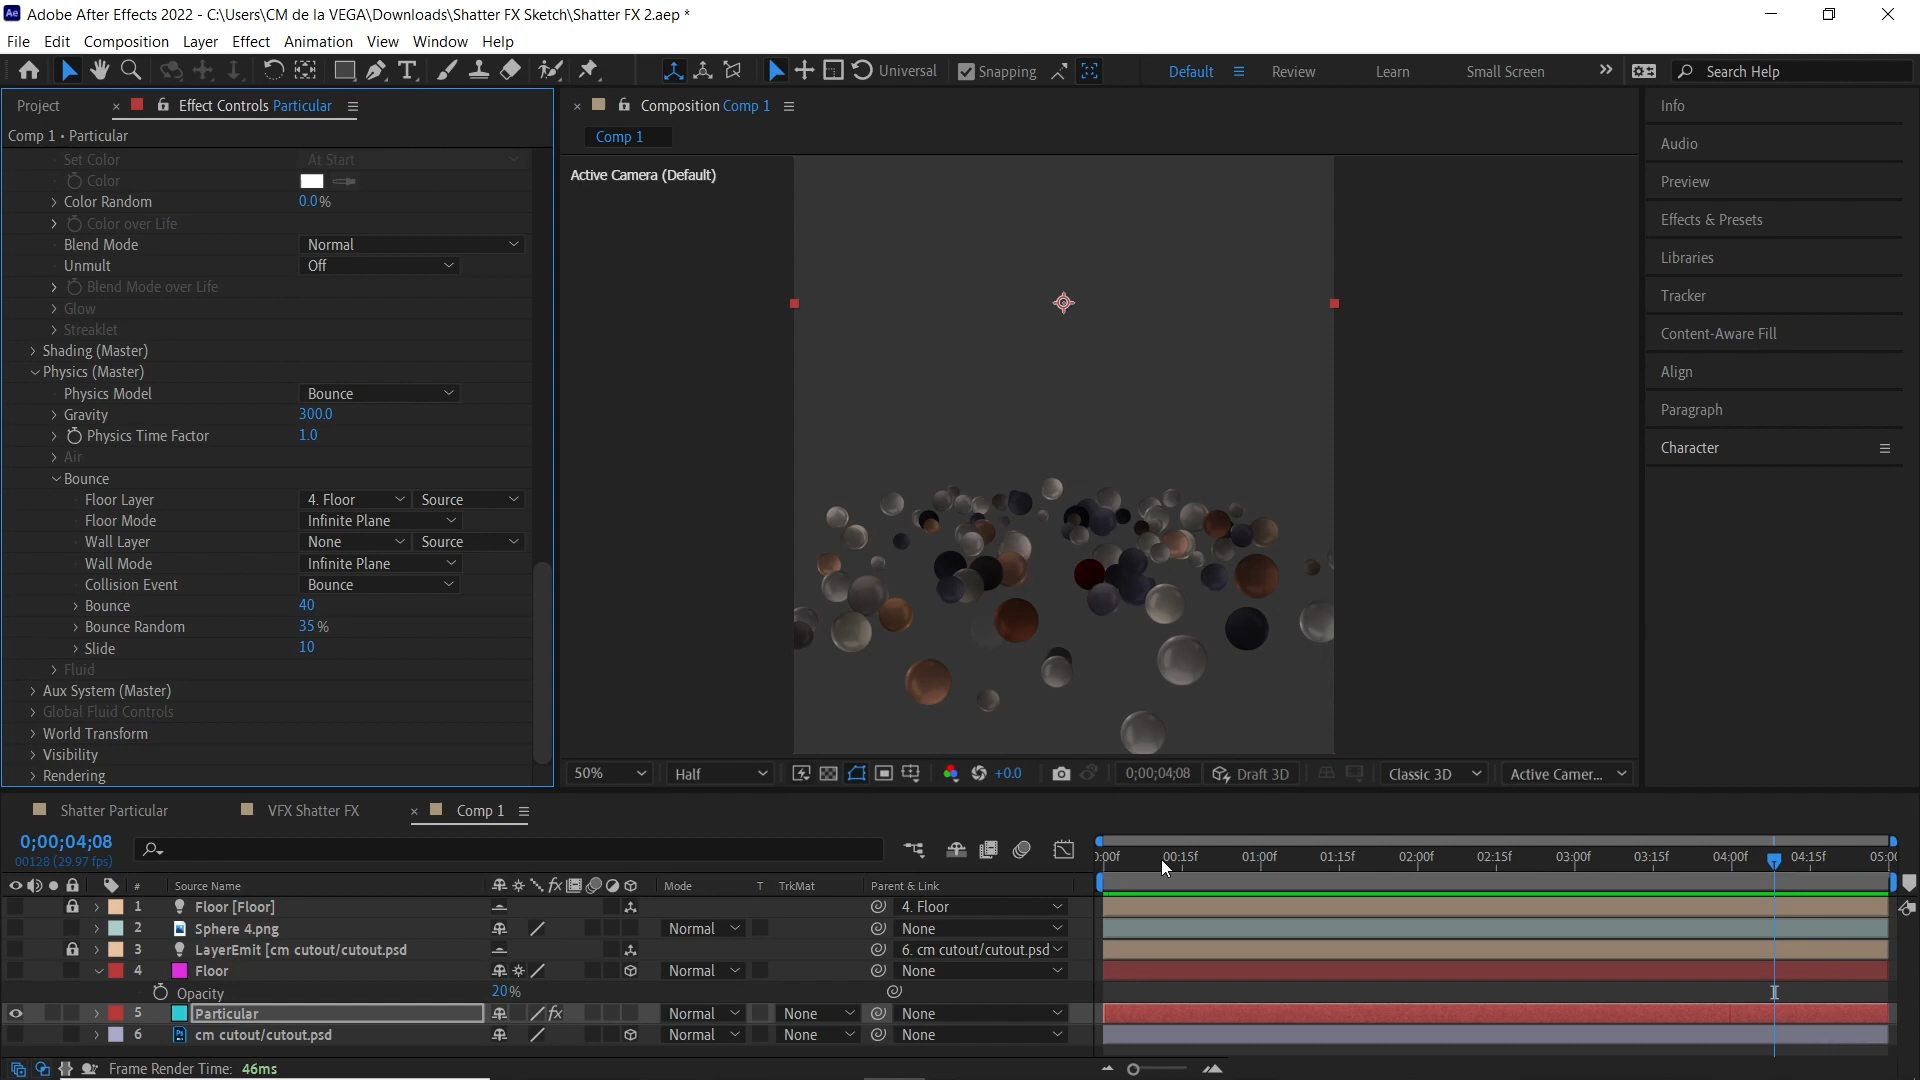 Adobe After Effects 2022 - C:\Users\CM de la VEGA\Downloads\Shatter FX Sketch\Shatter FX 2.aep *
File Edit Composition Layer Effect Animation View Window Help
Universal Snapping Default Review Learn Small Screen Search Help
Project Effect Controls Particular
Comp 1 • Particular
Set Color At Start
Color
Color Random 0.0%
Color over Life
Blend Mode Normal
Unmult Off
Blend Mode over Life
Glow
Streaklet
Shading (Master)
Physics (Master)
Physics Model Bounce
Gravity 300.0
Physics Time Factor 1.0
Air
Bounce
Floor Layer 4. Floor Source
Floor Mode Infinite Plane
Wall Layer None Source
Wall Mode Infinite Plane
Collision Event Bounce
Bounce 40
Bounce Random 35%
Slide 10
Fluid
Aux System (Master)
Global Fluid Controls
World Transform
Visibility
Rendering
Composition Comp 1
Comp 1
Active Camera (Default)
50% Half +0.0 0;00;04;08 Draft 3D Classic 3D Active Camer...
Info
Audio
Preview
Effects & Presets
Libraries
Tracker
Content-Aware Fill
Align
Paragraph
Character
Shatter Particular VFX Shatter FX Comp 1
0;00;04;08
00128 (29.97 fps)
):00f 00:15f 01:00f 01:15f 02:00f 02:15f 03:00f 03:15f 04:00f 04:15f 05:0(
# Source Name fx Mode T TrkMat Parent & Link
1 Floor [Floor] 4. Floor
2 Sphere 4.png Normal None
3 LayerEmit [cm cutout/cutout.psd 6. cm cutout/cutout.psd
4 Floor Normal None
Opacity 20%
5 Particular fx Normal None None
6 cm cutout/cutout.psd Normal None None
Frame Render Time: 46ms